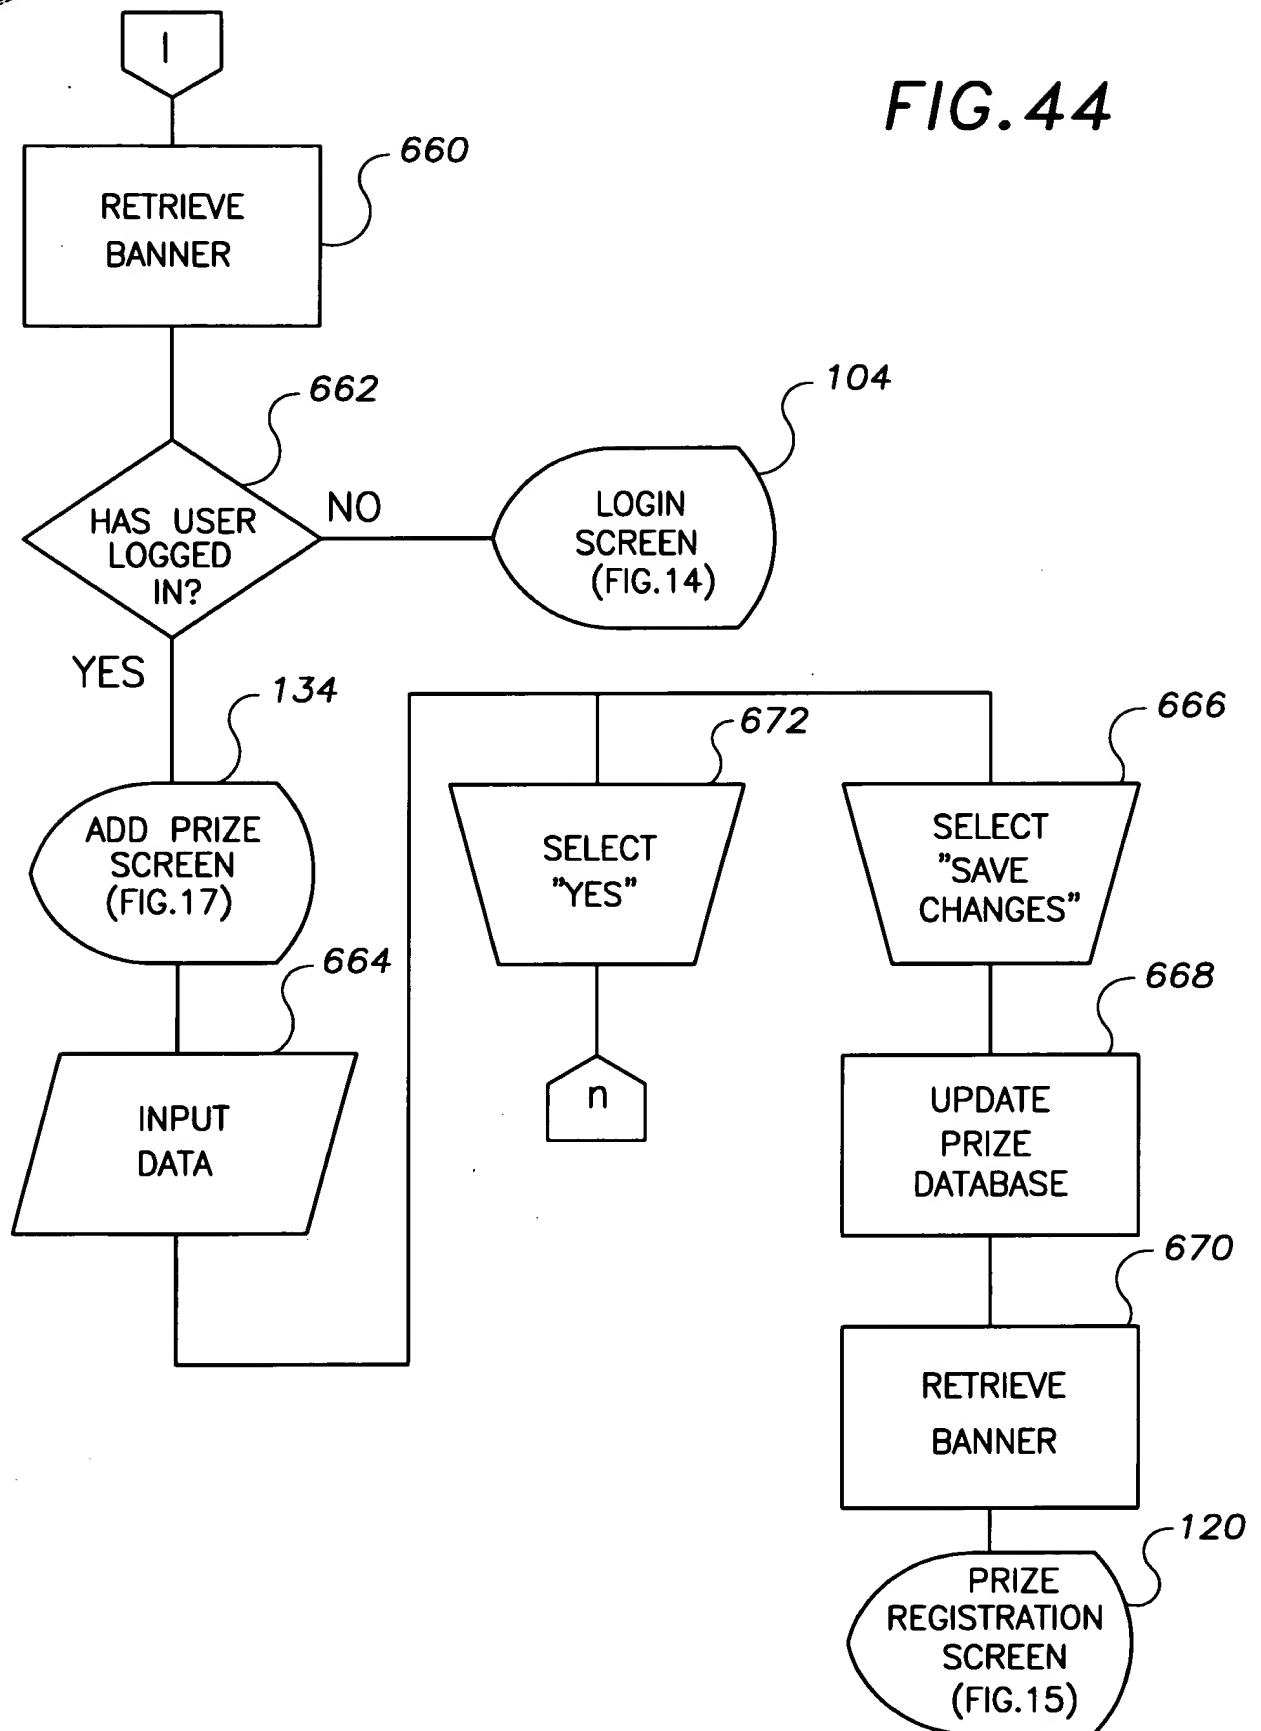 l
FIG.44
660
RETRIEVE
BANNER
662
104
HAS USER
LOGGED
IN?
NO
LOGIN
SCREEN
(FIG.14)
YES
134
672
666
ADD PRIZE
SCREEN
(FIG.17)
SELECT
"YES"
SELECT
"SAVE
CHANGES"
664
668
INPUT
DATA
n
UPDATE
PRIZE
DATABASE
670
RETRIEVE
BANNER
120
PRIZE
REGISTRATION
SCREEN
(FIG.15)